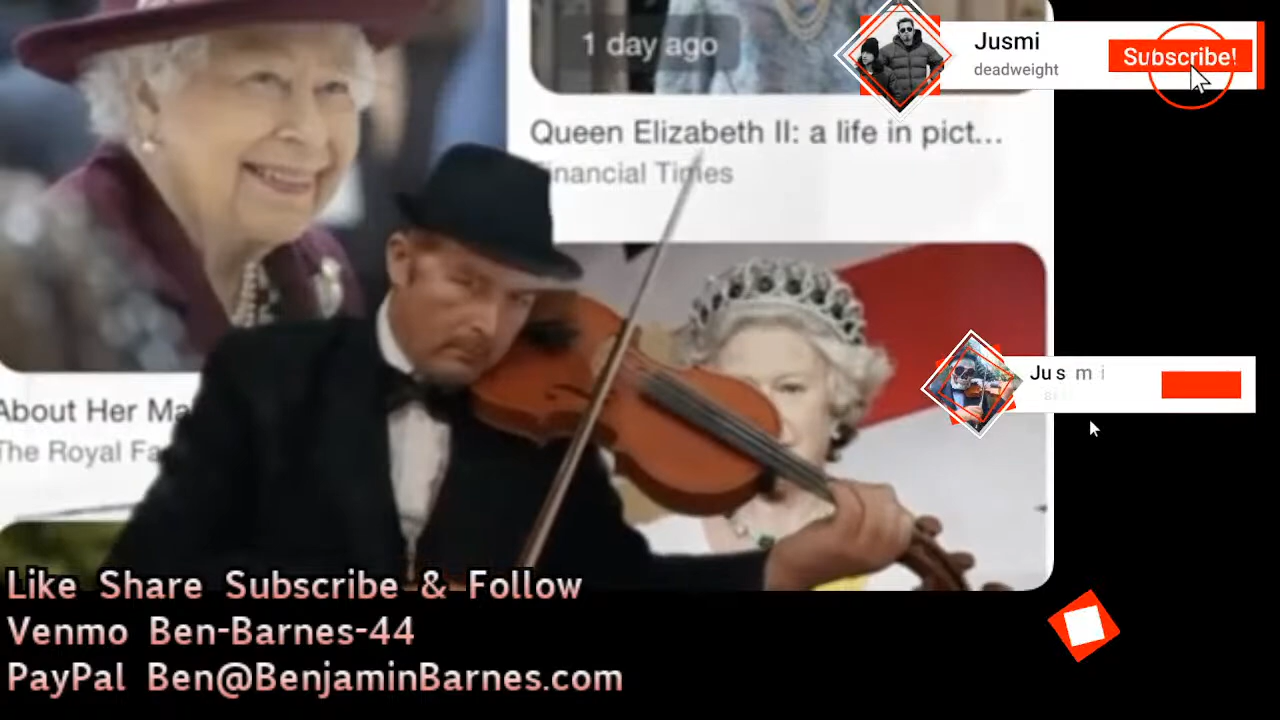 1 day ago
Queen Elizabeth II: a life in pict...
Financial Times
Jusmi
deadweight
Subscribe!
About Her Ma
The Royal Fa
Jusmi
Like Share Subscribe & Follow
Venmo Ben-Barnes-44
PayPal Ben@BenjaminBarnes.com